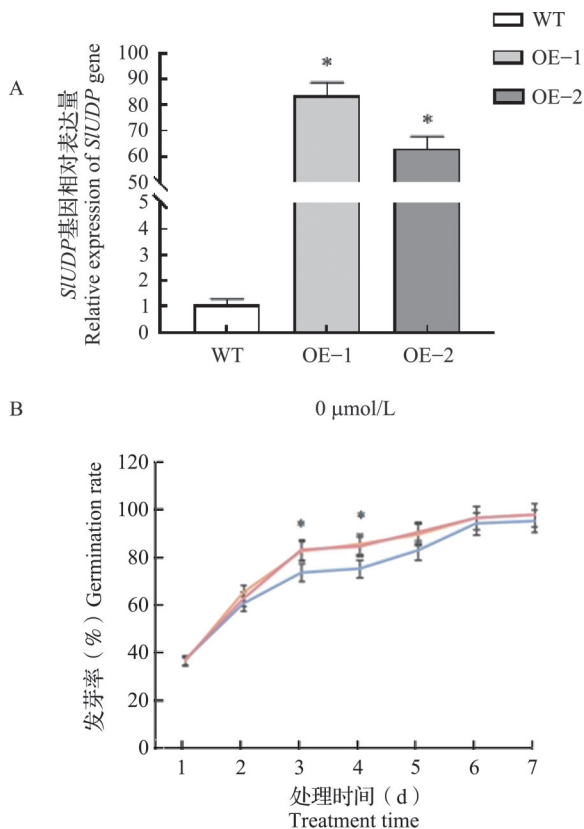 WT
OE-1
OE-2
A
SlUDP基因相对表达量
Relative expression of SlUDP gene
100
90
80
70
60
50
5
4
3
2
1
0
*
*
WT OE-1 OE-2
B
0 μmol/L
发芽率（%）Germination rate
120
100
80
60
40
20
0
* *
1 2 3 4 5 6 7
处理时间（d）
Treatment time